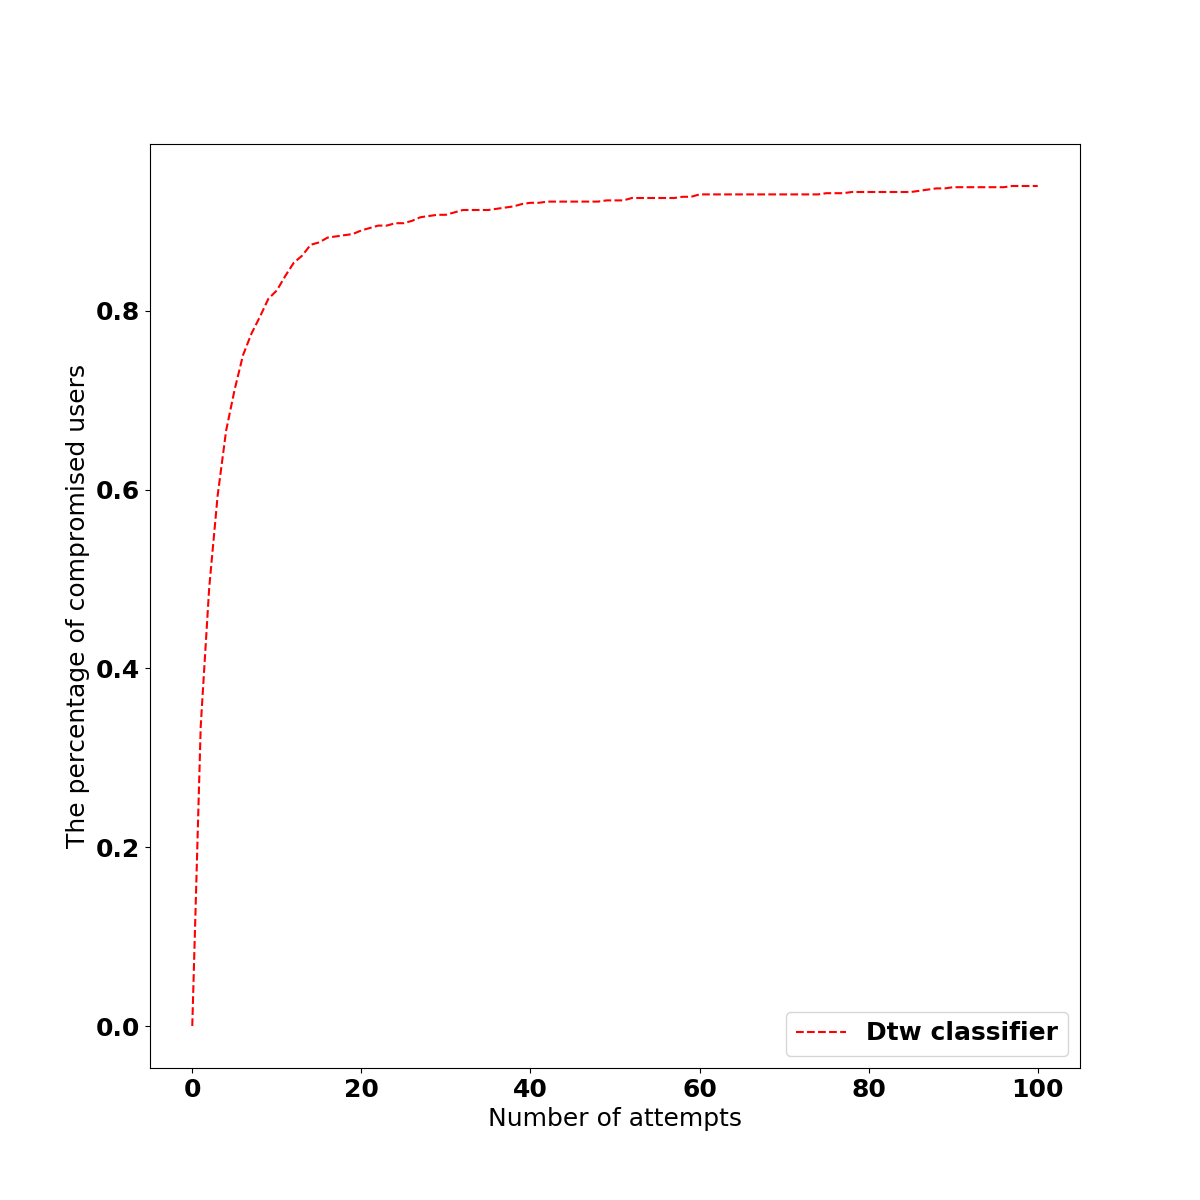 The percentage of compromised users
0.8
0.6
0.4
0.2
0.0
Dtw classifier
0 20 40 60 80 100
Number of attempts